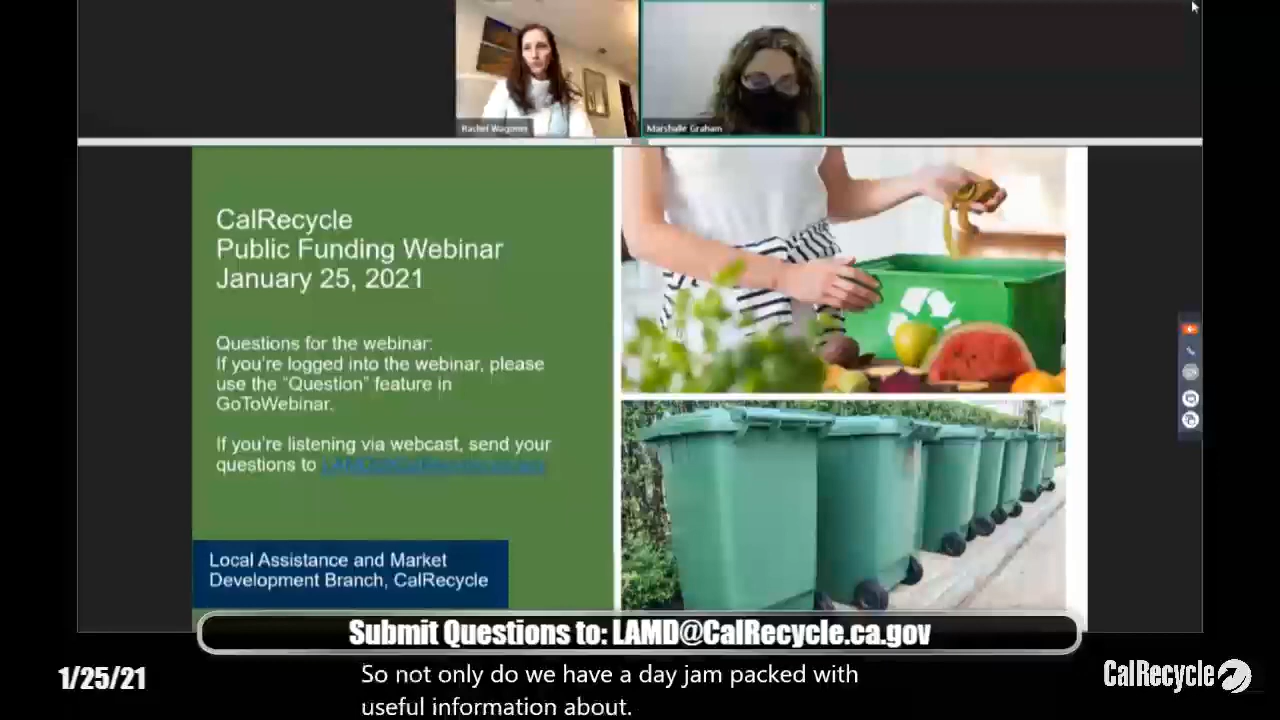 Rachel Wagoner
Marshalle Graham
CalRecycle
Public Funding Webinar
January 25, 2021
Questions for the webinar:
If you're logged into the webinar, please
use the "Question" feature in
GoToWebinar.
If you're listening via webcast, send your
questions to
Local Assistance and Market
Development Branch, CalRecycle
Submit Questions to: LAMD@CalRecycle.ca.gov
1/25/21
So not only do we have a day jam packed with
useful information about.
CalRecycle